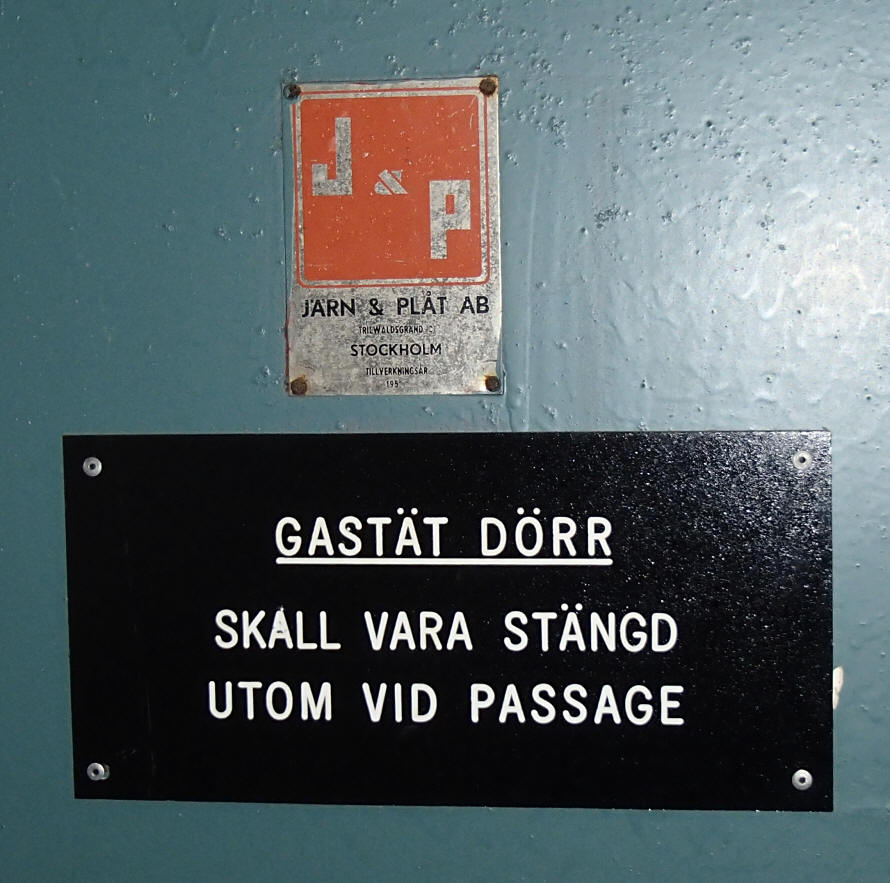 J & P
JÄRN & PLÅT AB
STOCKHOLM
TILLVERKNINGSÅR
GASTÄT DÖRR
SKALL VARA STÄNGD
UTOM VID PASSAGE